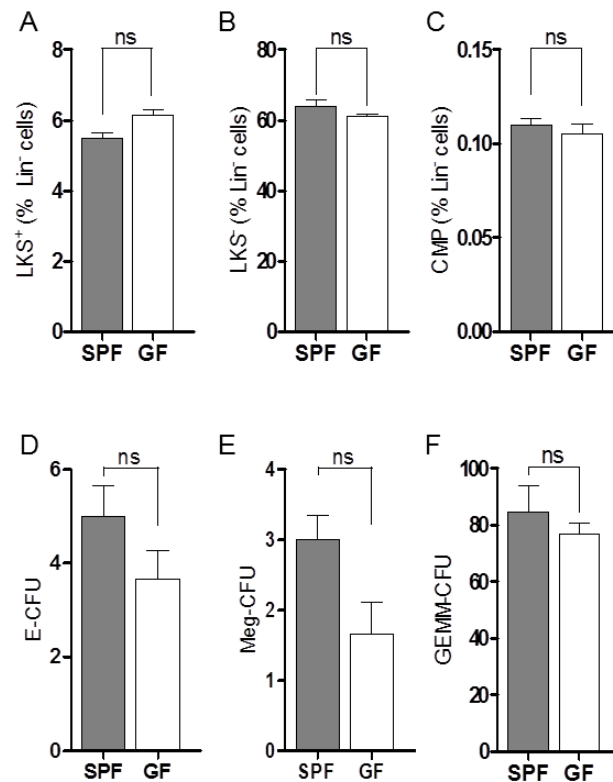 A
ns
LKS⁺ (% Lin⁻ cells)
8
6
4
2
0
SPF GF
B
ns
LKS⁻ (% Lin⁻ cells)
80
60
40
20
0
SPF GF
C
ns
CMP (% Lin⁻ cells)
0.15
0.10
0.05
0.00
SPF GF
D
ns
E-CFU
6
4
2
0
SPF GF
E
ns
Meg-CFU
4
3
2
1
0
SPF GF
F
ns
GEMM-CFU
100
80
60
40
20
0
SPF GF